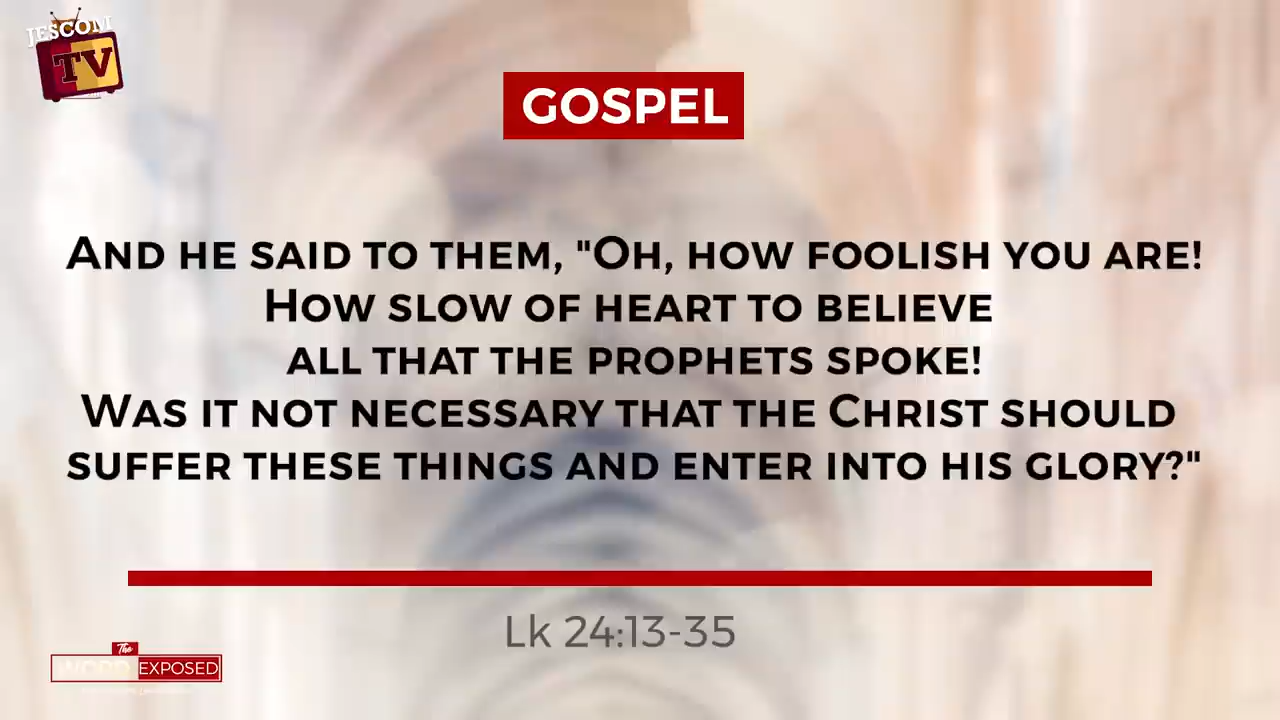 JESCOM
TV
GOSPEL
AND HE SAID TO THEM, "OH, HOW FOOLISH YOU ARE!
HOW SLOW OF HEART TO BELIEVE
ALL THAT THE PROPHETS SPOKE!
WAS IT NOT NECESSARY THAT THE CHRIST SHOULD
SUFFER THESE THINGS AND ENTER INTO HIS GLORY?"
Lk 24:13-35
The
WORD EXPOSED